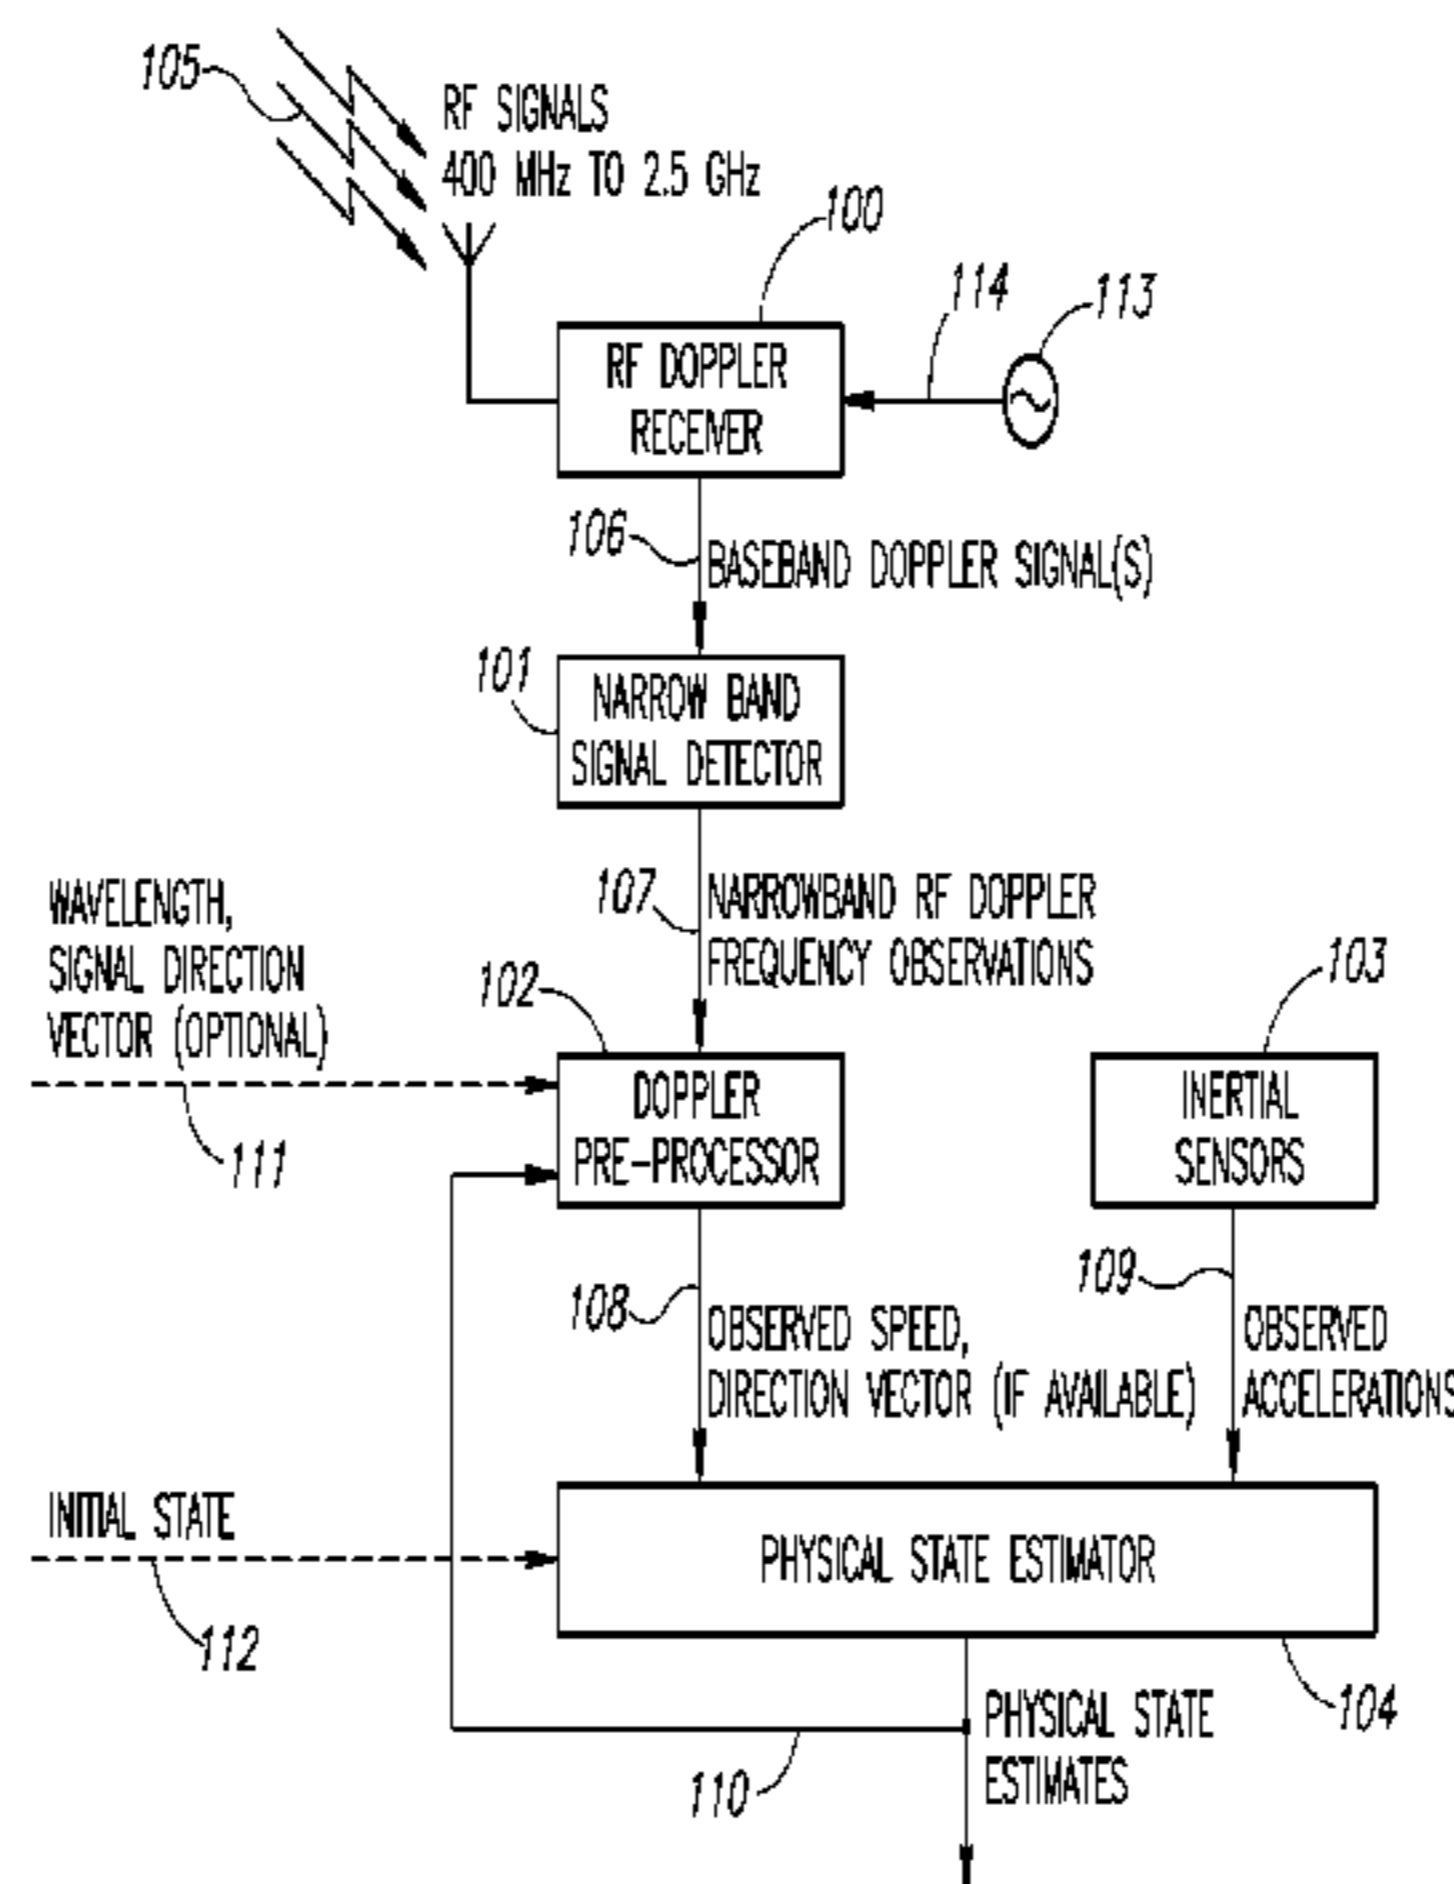 105
RF SIGNALS
400 MHz TO 2.5 GHz
100
114
113
RF DOPPLER
RECEIVER
106
BASEBAND DOPPLER SIGNAL(S)
101
NARROW BAND
SIGNAL DETECTOR
WAVELENGTH,
SIGNAL DIRECTION
VECTOR (OPTIONAL)
107
NARROWBAND RF DOPPLER
FREQUENCY OBSERVATIONS
102
103
111
DOPPLER
PRE-PROCESSOR
INERTIAL
SENSORS
108
OBSERVED SPEED,
DIRECTION VECTOR (IF AVAILABLE)
109
OBSERVED
ACCELERATIONS
INITIAL STATE
112
PHYSICAL STATE ESTIMATOR
104
110
PHYSICAL STATE
ESTIMATES